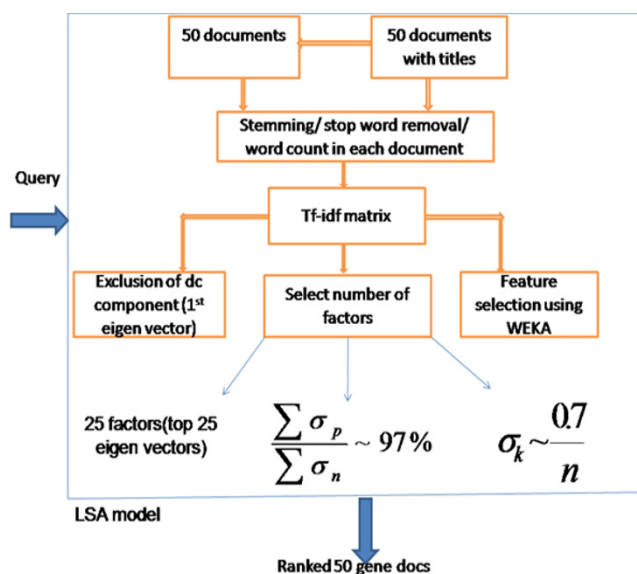 50 documents
50 documents
with titles
Stemming/ stop word removal/
word count in each document
Query
Tf-idf matrix
Exclusion of dc
component (1st
eigen vector)
Select number of
factors
Feature
selection using
WEKA
25 factors(top 25
eigen vectors)
∑ σp / ∑ σn ~ 97%
σk ~ 0.7 / n
LSA model
Ranked 50 gene docs